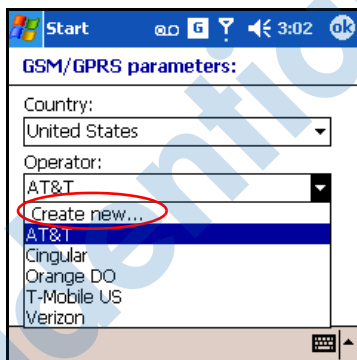 Start G 3:02 ok
GSM/GPRS parameters:
Country:
United States
Operator:
AT&T
Create new...
AT&T
Cingular
Orange DO
T-Mobile US
Verizon